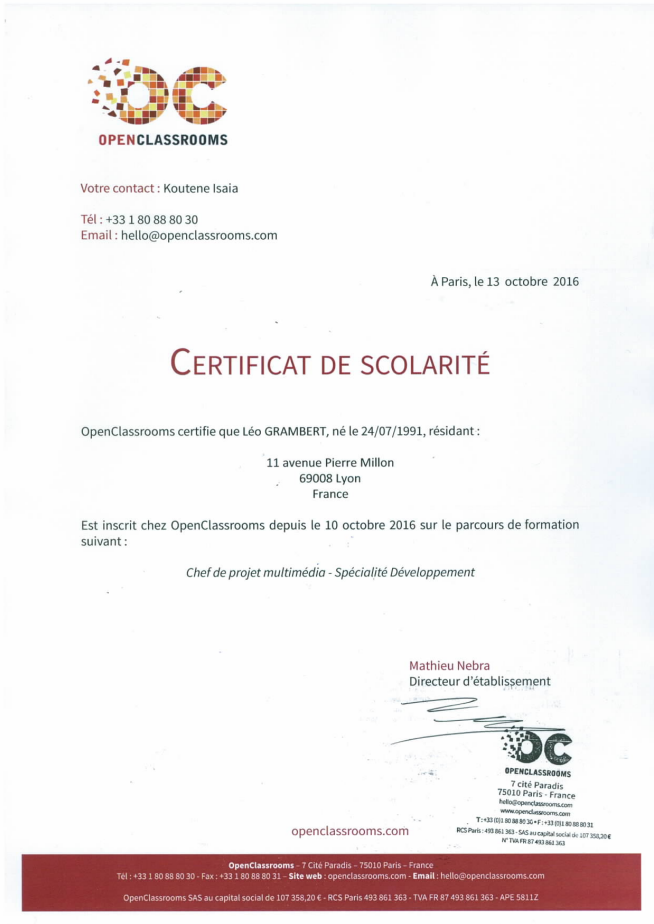 OC
OPENCLASSROOMS
Votre contact : Koutene Isaia
Tél : +33 1 80 88 80 30
Email : hello@openclassrooms.com
À Paris, le 13 octobre 2016
CERTIFICAT DE SCOLARITÉ
OpenClassrooms certifie que Léo GRAMBERT, né le 24/07/1991, résidant :
11 avenue Pierre Millon
69008 Lyon
France
Est inscrit chez OpenClassrooms depuis le 10 octobre 2016 sur le parcours de formation
suivant :
Chef de projet multimédia - Spécialité Développement
Mathieu Nebra
Directeur d'établissement
OC
OPENCLASSROOMS
7 cité Paradis
75010 Paris - France
hello@openclassrooms.com
www.openclassrooms.com
T : +33 (0)1 80 88 80 30 • F : +33 (0)1 80 88 80 31
RCS Paris : 493 861 363 - SAS au capital social de 107 358,20 €
N° TVA FR 87 493 861 363
openclassrooms.com
OpenClassrooms – 7 Cité Paradis – 75010 Paris – France
Tél : +33 1 80 88 80 30 - Fax : +33 1 80 88 80 31 – Site web : openclassrooms.com - Email : hello@openclassrooms.com
OpenClassrooms SAS au capital social de 107 358,20 € - RCS Paris 493 861 363 - TVA FR 87 493 861 363 - APE 5811Z